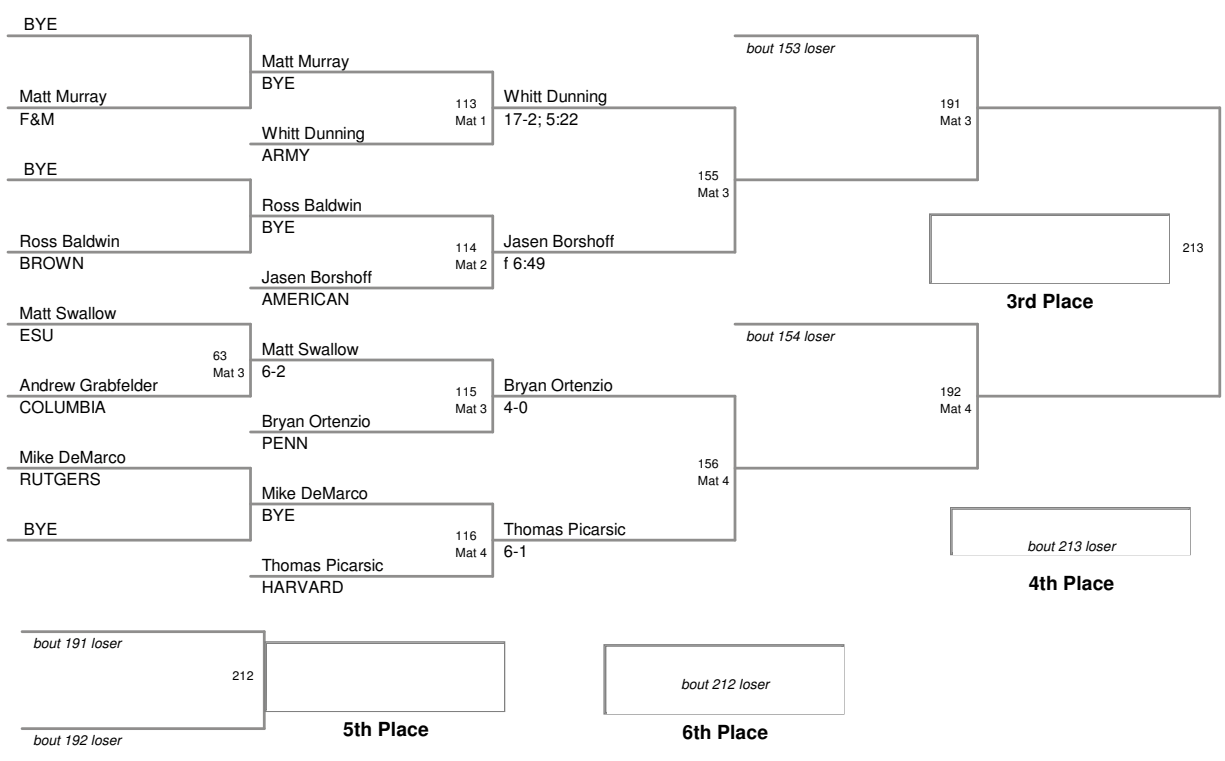 BYE
Matt Murray
F&M
BYE
Ross Baldwin
BROWN
Matt Swallow
ESU
63
Mat 3
Andrew Grabfelder
COLUMBIA
Mike DeMarco
RUTGERS
BYE
Matt Murray
BYE
113
Mat 1
Whitt Dunning
ARMY
Ross Baldwin
BYE
114
Mat 2
Jasen Borshoff
AMERICAN
Matt Swallow
6-2
115
Mat 3
Bryan Ortenzio
PENN
Mike DeMarco
BYE
116
Mat 4
Thomas Picarsic
HARVARD
Whitt Dunning
17-2; 5:22
155
Mat 3
Jasen Borshoff
f 6:49
Bryan Ortenzio
4-0
156
Mat 4
Thomas Picarsic
6-1
bout 153 loser
191
Mat 3
bout 154 loser
192
Mat 4
213
3rd Place
bout 213 loser
4th Place
bout 191 loser
212
bout 192 loser
5th Place
bout 212 loser
6th Place